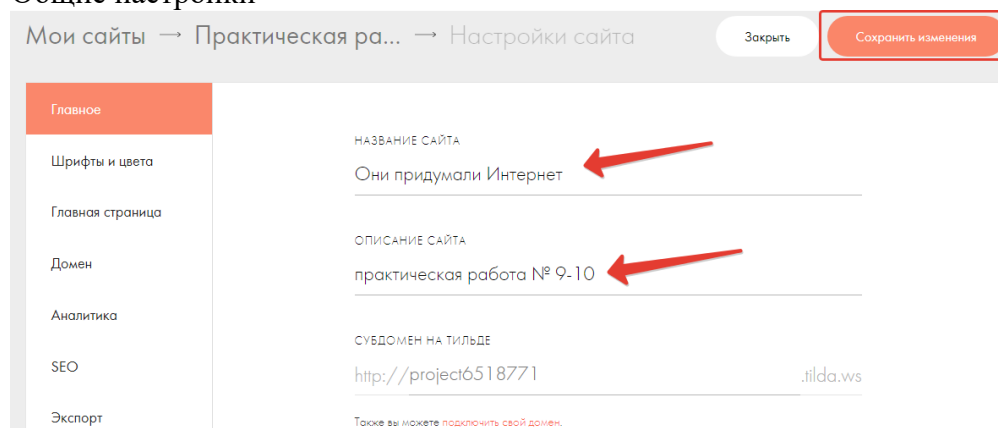 Общие настройки
Мои сайты → Практическая ра... → Настройки сайта
Закрыть
Сохранить изменения
Главное
Шрифты и цвета
Главная страница
Домен
Аналитика
SEO
Экспорт
НАЗВАНИЕ САЙТА
Они придумали Интернет
ОПИСАНИЕ САЙТА
практическая работа № 9-10
СУБДОМЕН НА ТИЛЬДЕ
http://project6518771 .tilda.ws
Также вы можете подключить свой домен.